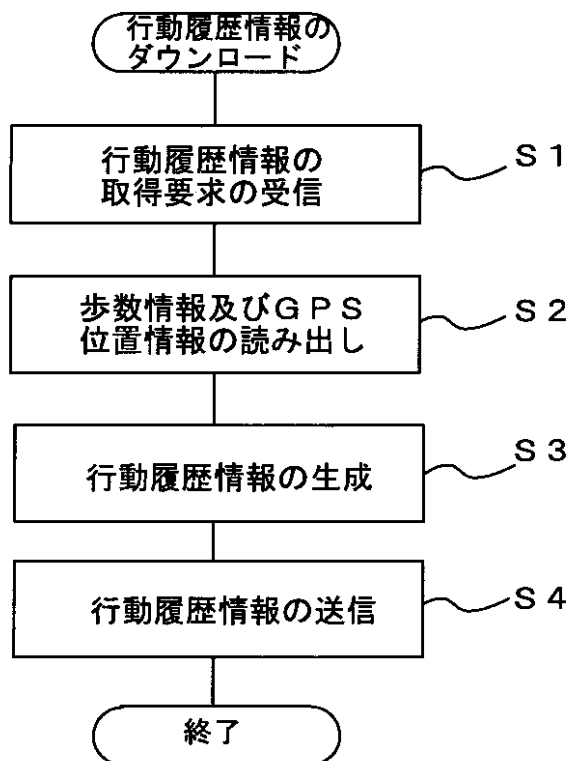 行動履歴情報の
ダウンロード
行動履歴情報の
取得要求の受信
S1
歩数情報及びGPS
位置情報の読み出し
S2
行動履歴情報の生成
S3
行動履歴情報の送信
S4
終了